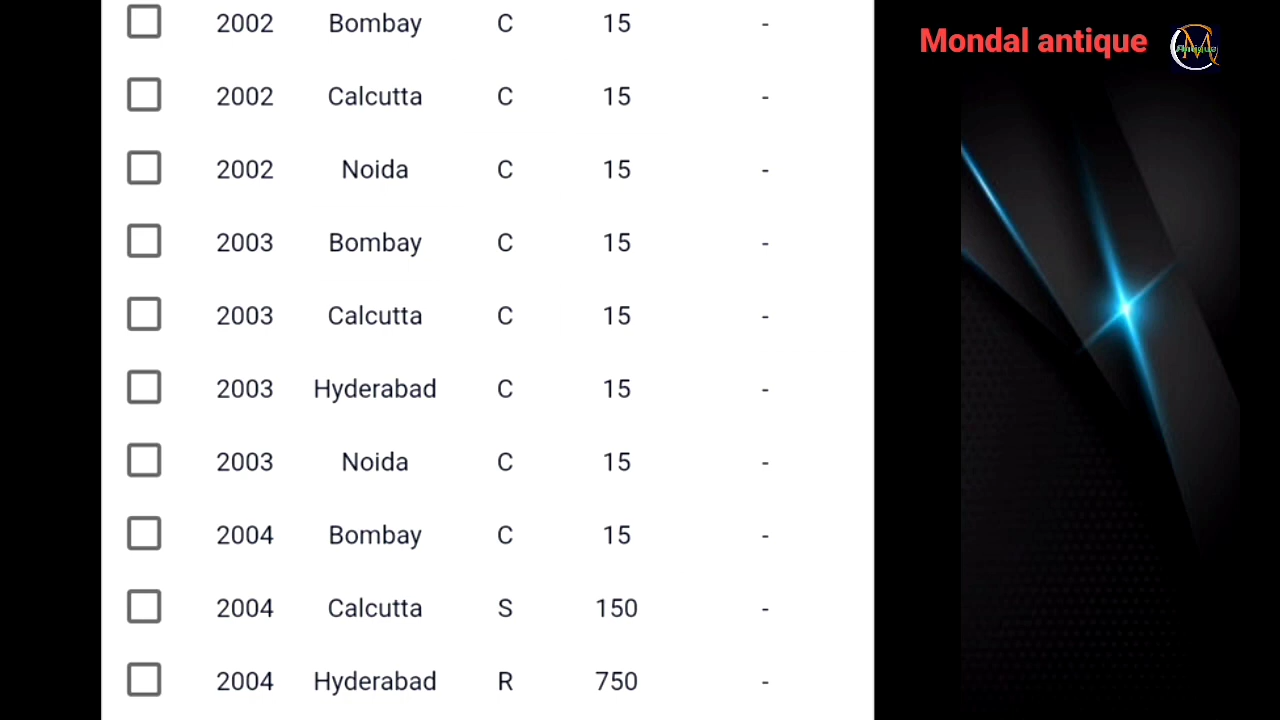 2002 Bombay C 15 -
Mondal antique
2002 Calcutta C 15 -
2002 Noida C 15 -
2003 Bombay C 15 -
2003 Calcutta C 15 -
2003 Hyderabad C 15 -
2003 Noida C 15 -
2004 Bombay C 15 -
2004 Calcutta S 150 -
2004 Hyderabad R 750 -